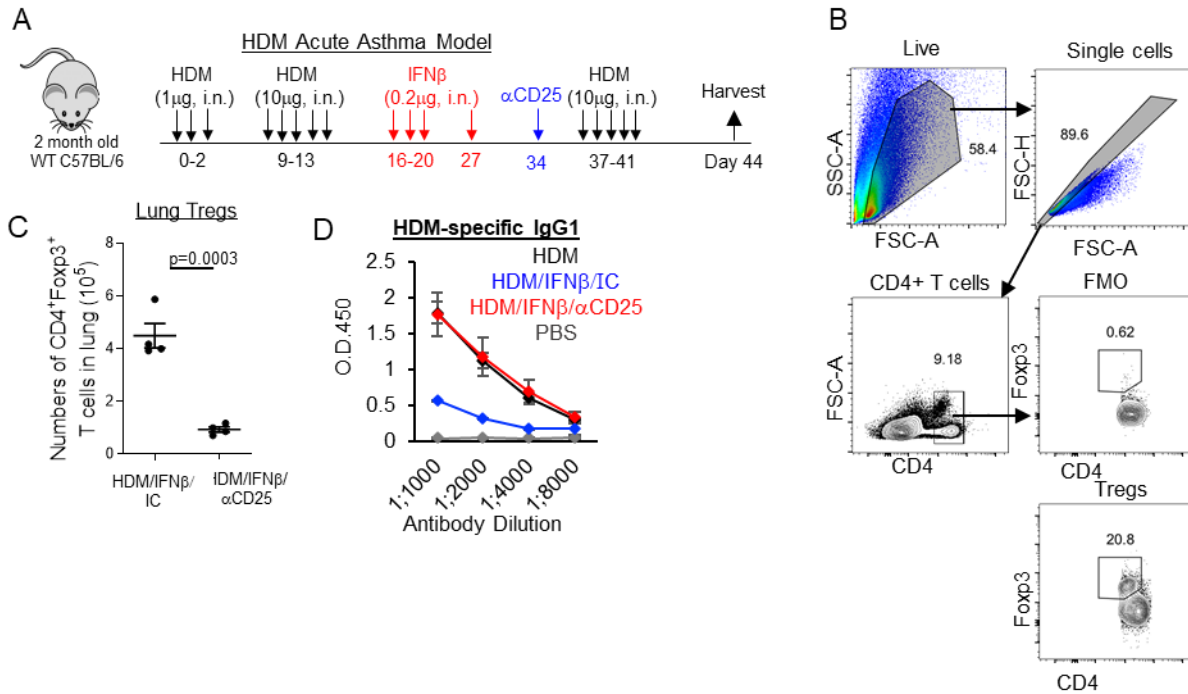 A
HDM Acute Asthma Model
HDM
(1µg, i.n.)
HDM
(10µg, i.n.)
IFNβ
(0.2µg, i.n.)
αCD25
HDM
(10µg, i.n.)
Harvest
2 month old
WT C57BL/6
0-2
9-13
16-20
27
34
37-41
Day 44
B
Live
SSC-A
58.4
FSC-A
Single cells
FSC-H
89.6
FSC-A
CD4+ T cells
FSC-A
9.18
CD4
FMO
Foxp3
0.62
CD4
Tregs
Foxp3
20.8
CD4
C
Lung Tregs
Numbers of CD4+Foxp3+
T cells in lung (10⁵)
p=0.0003
8
6
4
2
0
HDM/IFNβ/
IC
IDM/IFNβ/
αCD25
D
HDM-specific IgG1
HDM
HDM/IFNβ/IC
HDM/IFNβ/αCD25
PBS
O.D.450
2.5
2
1.5
1
0.5
0
1;1000
1;2000
1;4000
1;8000
Antibody Dilution